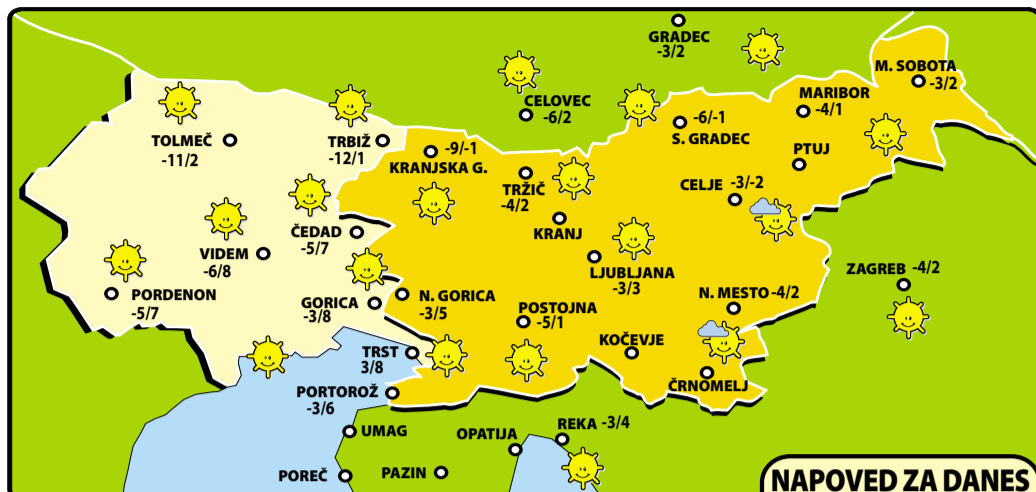 GRADEC
-3/2
M. SOBOTA
-3/2
CELOVEC
-6/2
MARIBOR
-4/1
TOLMEČ
-11/2
TRBIŽ
-12/1
-9/-1
KRANJSKA G.
-6/-1
S. GRADEC
PTUJ
TRŽIČ
-4/2
CELJE -3/-2
KRANJ
ČEDAD
-5/7
VIDEM
-6/8
LJUBLJANA
-3/3
ZAGREB -4/2
PORDENON
-5/7
GORICA
-3/8
N. GORICA
-3/5
POSTOJNA
-5/1
N. MESTO -4/2
KOČEVJE
TRST
3/8
ČRNOMELJ
PORTOROŽ
-3/6
UMAG
OPATIJA
REKA -3/4
POREČ
PAZIN
NAPOVED ZA DANES